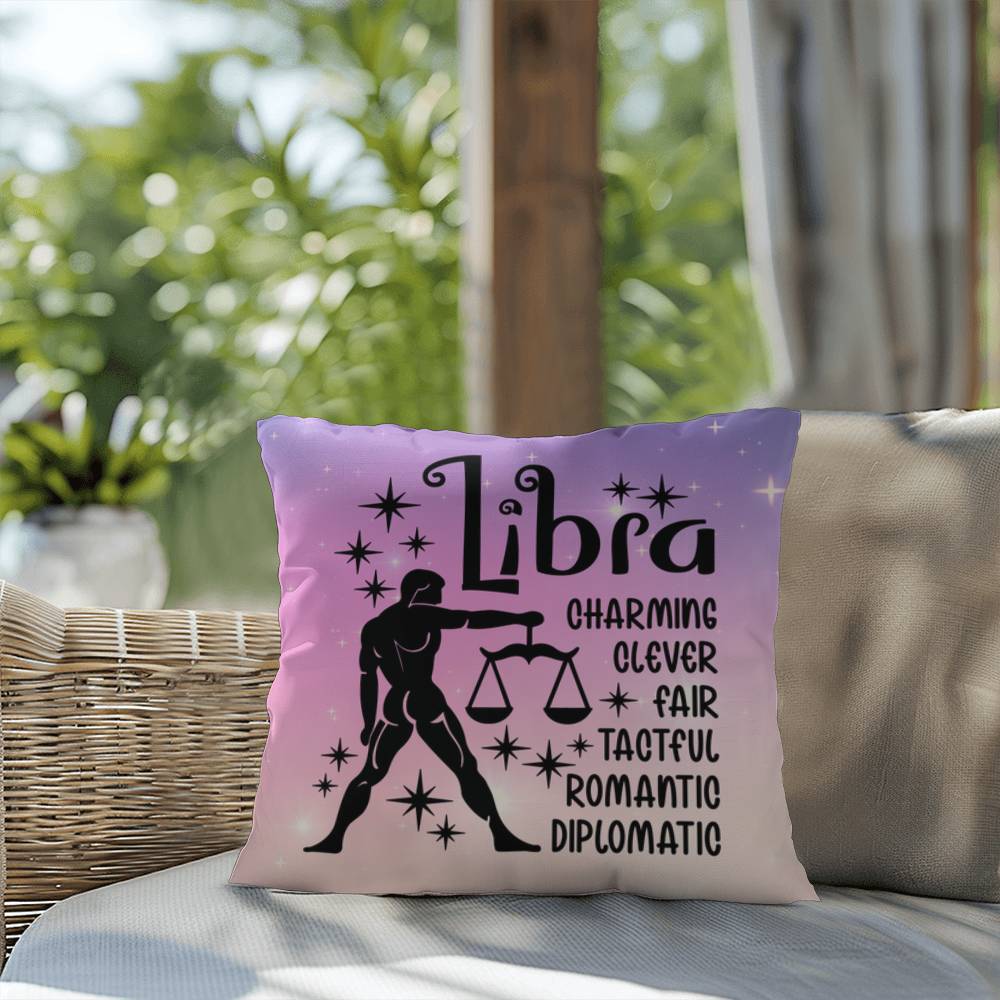 Libra
CHARMING
CLEVER
FAIR
TACTFUL
ROMANTIC
DIPLOMATIC